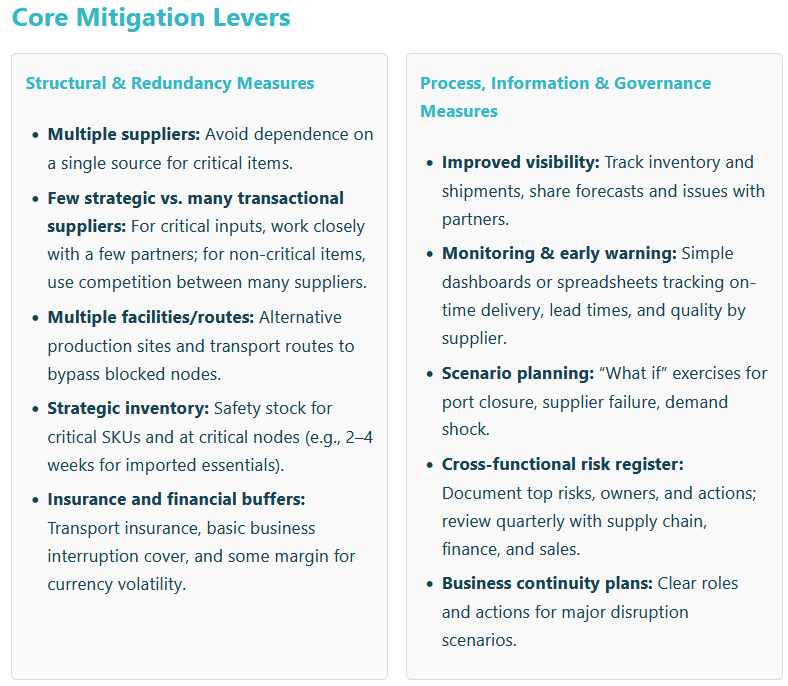 Core Mitigation Levers
Structural & Redundancy Measures
• Multiple suppliers: Avoid dependence on
a single source for critical items.
• Few strategic vs. many transactional
suppliers: For critical inputs, work closely
with a few partners; for non-critical items,
use competition between many suppliers.
• Multiple facilities/routes: Alternative
production sites and transport routes to
bypass blocked nodes.
• Strategic inventory: Safety stock for
critical SKUs and at critical nodes (e.g., 2–4
weeks for imported essentials).
• Insurance and financial buffers:
Transport insurance, basic business
interruption cover, and some margin for
currency volatility.
Process, Information & Governance
Measures
• Improved visibility: Track inventory and
shipments, share forecasts and issues with
partners.
• Monitoring & early warning: Simple
dashboards or spreadsheets tracking on-
time delivery, lead times, and quality by
supplier.
• Scenario planning: “What if” exercises for
port closure, supplier failure, demand
shock.
• Cross-functional risk register:
Document top risks, owners, and actions;
review quarterly with supply chain,
finance, and sales.
• Business continuity plans: Clear roles
and actions for major disruption
scenarios.